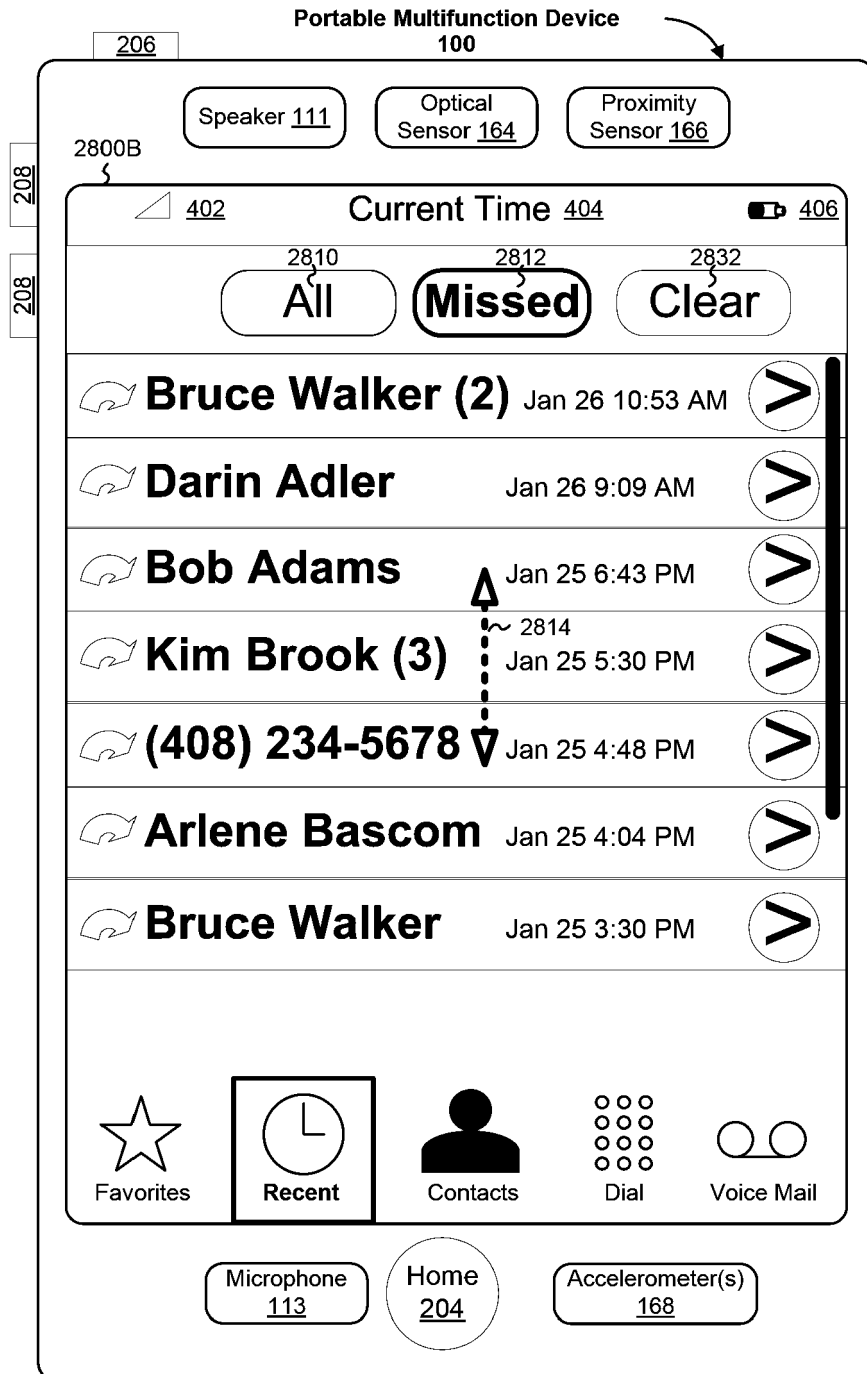 Portable Multifunction Device
100
206
Speaker 111
Optical
Sensor 164
Proximity
Sensor 166
2800B
208
402
Current Time 404
406
208
2810
2812
2832
All
Missed
Clear
Bruce Walker (2) Jan 26 10:53 AM >
Darin Adler Jan 26 9:09 AM >
Bob Adams Jan 25 6:43 PM >
2814
Kim Brook (3) Jan 25 5:30 PM >
(408) 234-5678 Jan 25 4:48 PM >
Arlene Bascom Jan 25 4:04 PM >
Bruce Walker Jan 25 3:30 PM >
Favorites
Recent
Contacts
Dial
Voice Mail
Microphone
113
Home
204
Accelerometer(s)
168